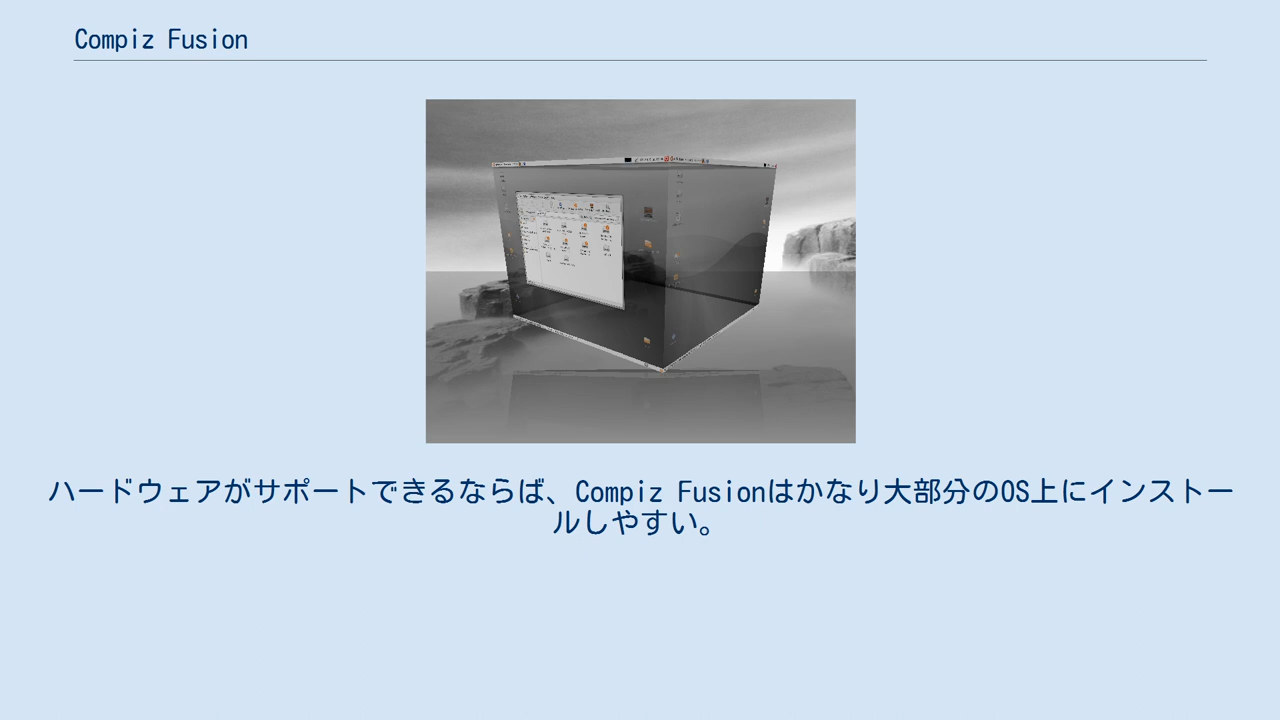 Compiz Fusion
ハードウェアがサポートできるならば、Compiz Fusionはかなり大部分のOS上にインストー
ルしやすい。